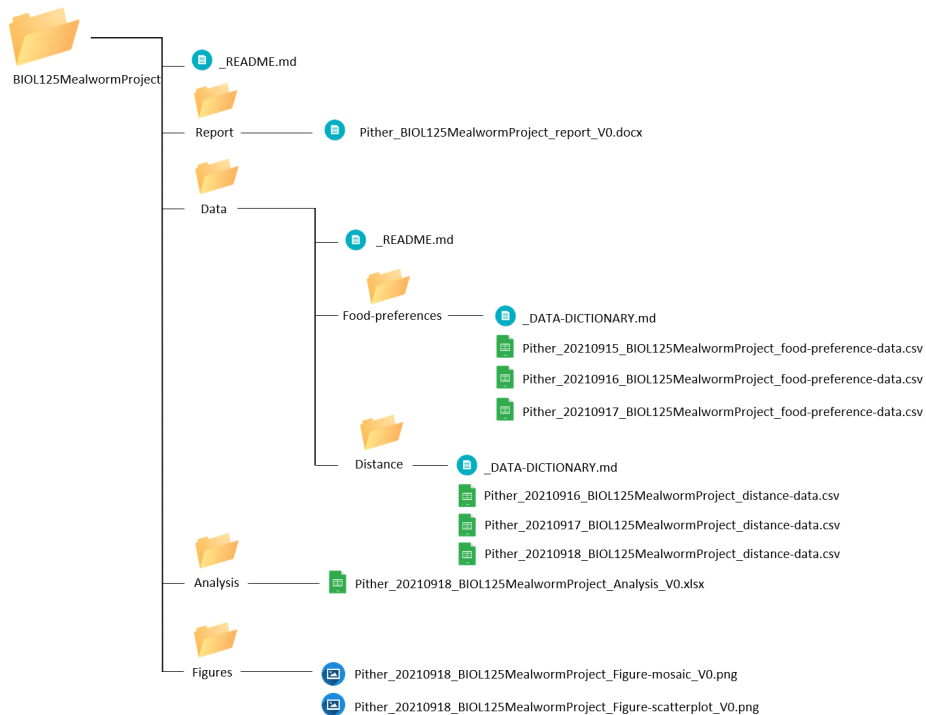 BIOL125MealwormProject
_README.md
Report
Pither_BIOL125MealwormProject_report_V0.docx
Data
_README.md
Food-preferences
_DATA-DICTIONARY.md
Pither_20210915_BIOL125MealwormProject_food-preference-data.csv
Pither_20210916_BIOL125MealwormProject_food-preference-data.csv
Pither_20210917_BIOL125MealwormProject_food-preference-data.csv
Distance
_DATA-DICTIONARY.md
Pither_20210916_BIOL125MealwormProject_distance-data.csv
Pither_20210917_BIOL125MealwormProject_distance-data.csv
Pither_20210918_BIOL125MealwormProject_distance-data.csv
Analysis
Pither_20210918_BIOL125MealwormProject_Analysis_V0.xlsx
Figures
Pither_20210918_BIOL125MealwormProject_Figure-mosaic_V0.png
Pither_20210918_BIOL125MealwormProject_Figure-scatterplot_V0.png